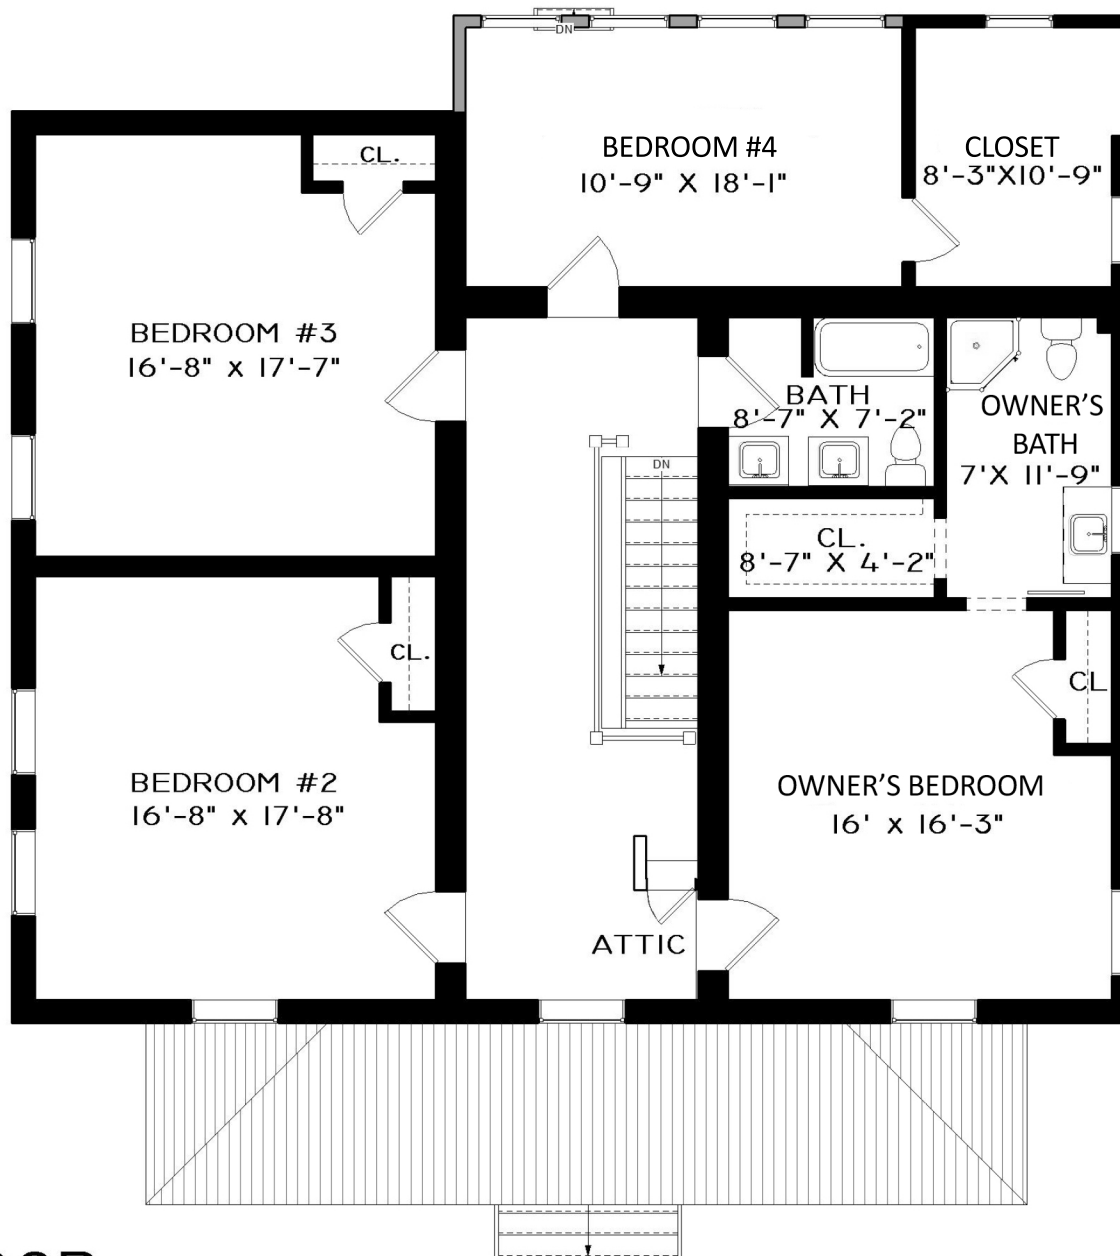 DN
BEDROOM #4
10'-9" X 18'-1"
CLOSET
8'-3"X10'-9"
CL.
BEDROOM #3
16'-8" X 17'-7"
BATH
8'-7" X 7'-2"
OWNER'S
BATH
7'X 11'-9"
DN
CL.
8'-7" X 4'-2"
CL.
CL
BEDROOM #2
16'-8" X 17'-8"
OWNER'S BEDROOM
16' X 16'-3"
ATTIC